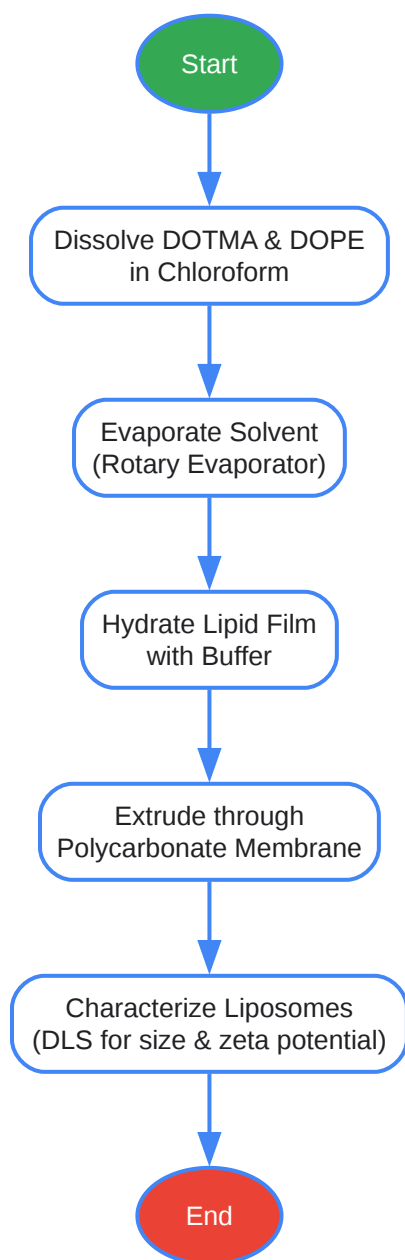 Start
Dissolve DOTMA & DOPE
in Chloroform
Evaporate Solvent
(Rotary Evaporator)
Hydrate Lipid Film
with Buffer
Extrude through
Polycarbonate Membrane
Characterize Liposomes
(DLS for size & zeta potential)
End